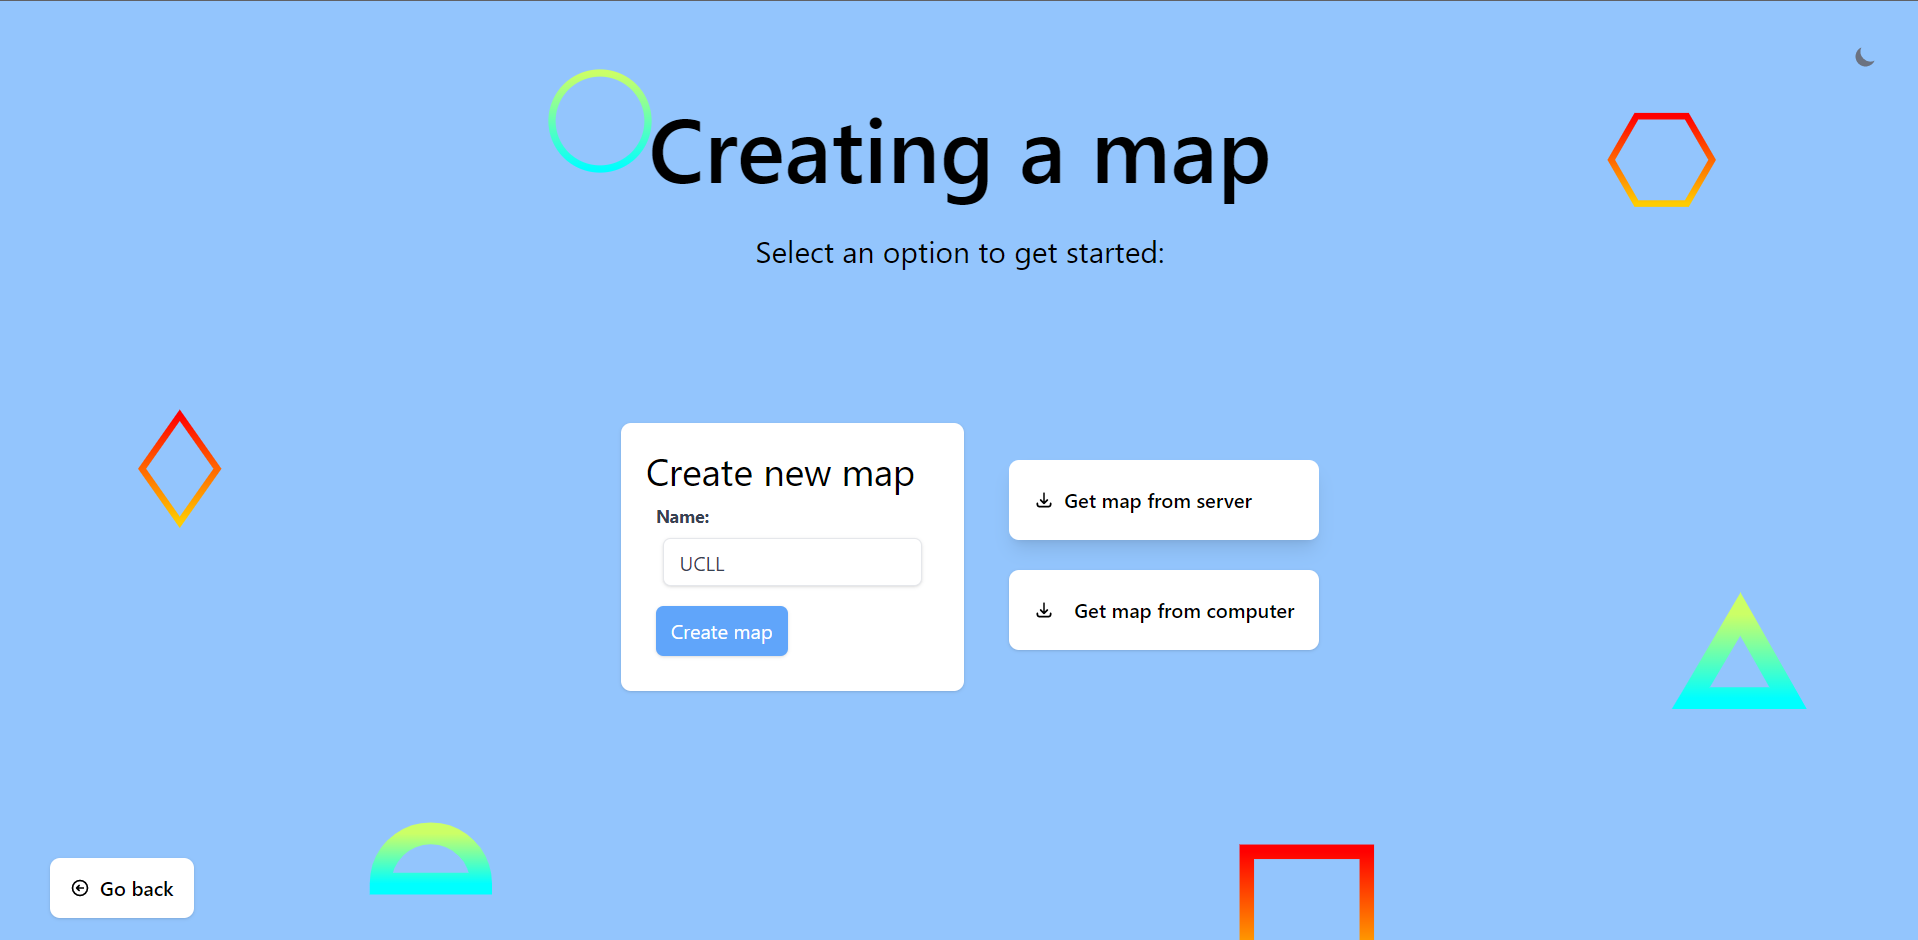 Creating a map
Select an option to get started:
Create new map
Name:
UCLL
Create map
Get map from server
Get map from computer
Go back